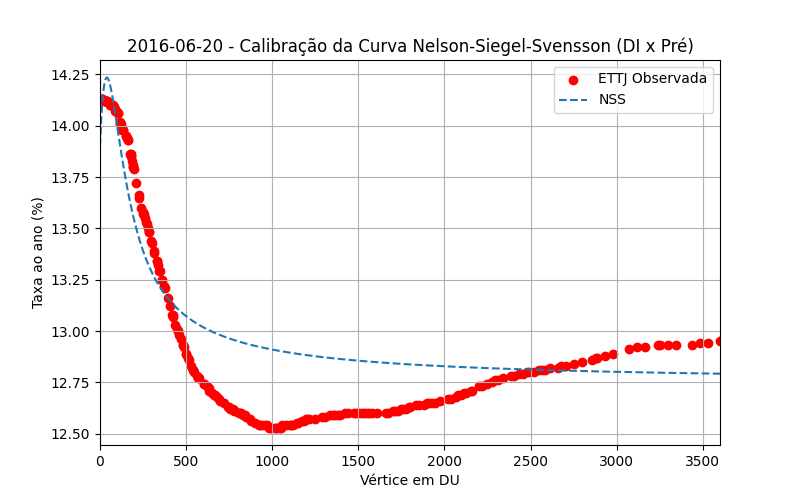 2016-06-20 - Calibração da Curva Nelson-Siegel-Svensson (DI x Pré)
ETTJ Observada
NSS
Taxa ao ano (%)
14.25
14.00
13.75
13.50
13.25
13.00
12.75
12.50
0 500 1000 1500 2000 2500 3000 3500
Vértice em DU